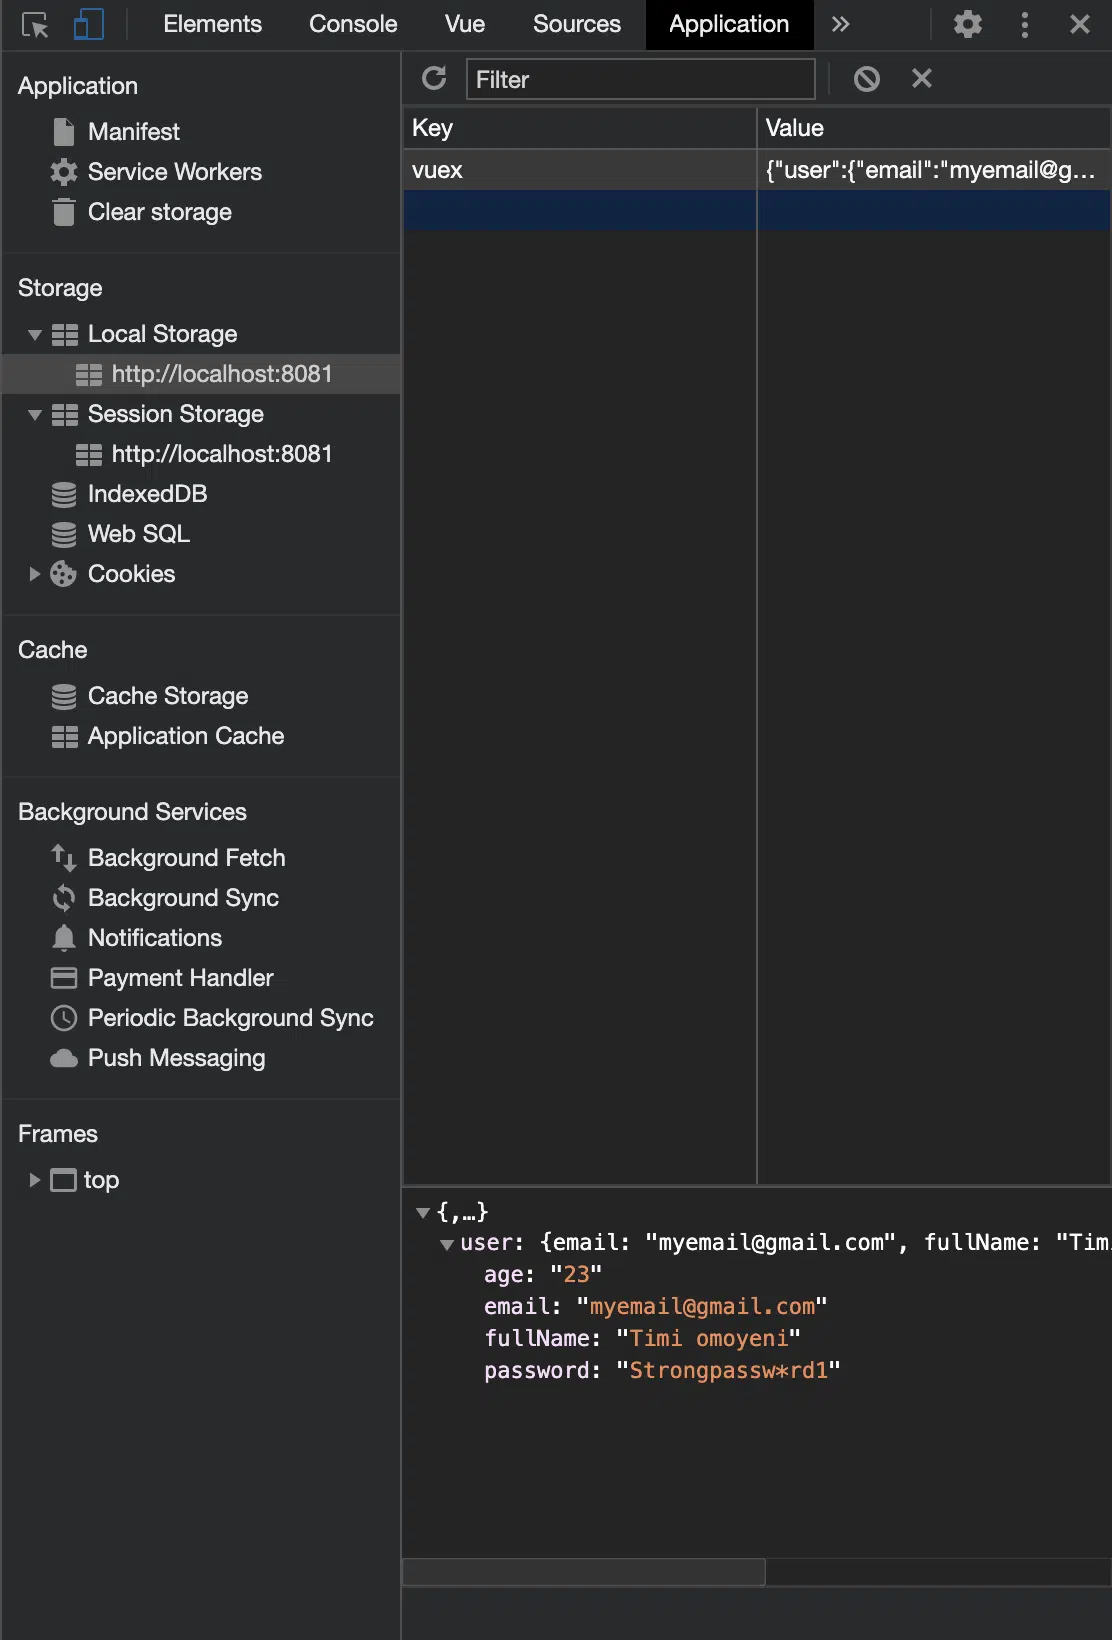 Elements Console Vue Sources Application »
Application
Manifest
Service Workers
Clear storage
Storage
Local Storage
http://localhost:8081
Session Storage
http://localhost:8081
IndexedDB
Web SQL
Cookies
Cache
Cache Storage
Application Cache
Background Services
Background Fetch
Background Sync
Notifications
Payment Handler
Periodic Background Sync
Push Messaging
Frames
top
Filter
Key Value
vuex {"user":{"email":"myemail@g…
{,…}
user: {email: "myemail@gmail.com", fullName: "Tim
age: "23"
email: "myemail@gmail.com"
fullName: "Timi omoyeni"
password: "Strongpassw*rd1"